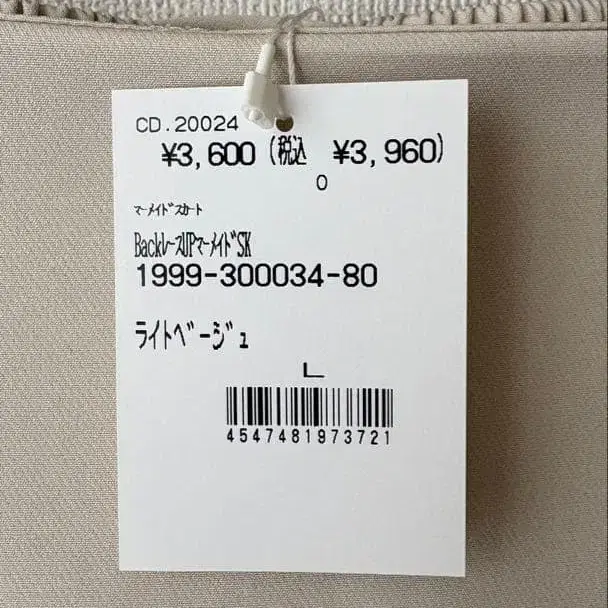 CD.20024
¥3,600 (税込 ¥3,960)
0
マーメイドスカート
BackレースUPマーメイドSK
1999-300034-80
ライトベージュ
L
4547481973721